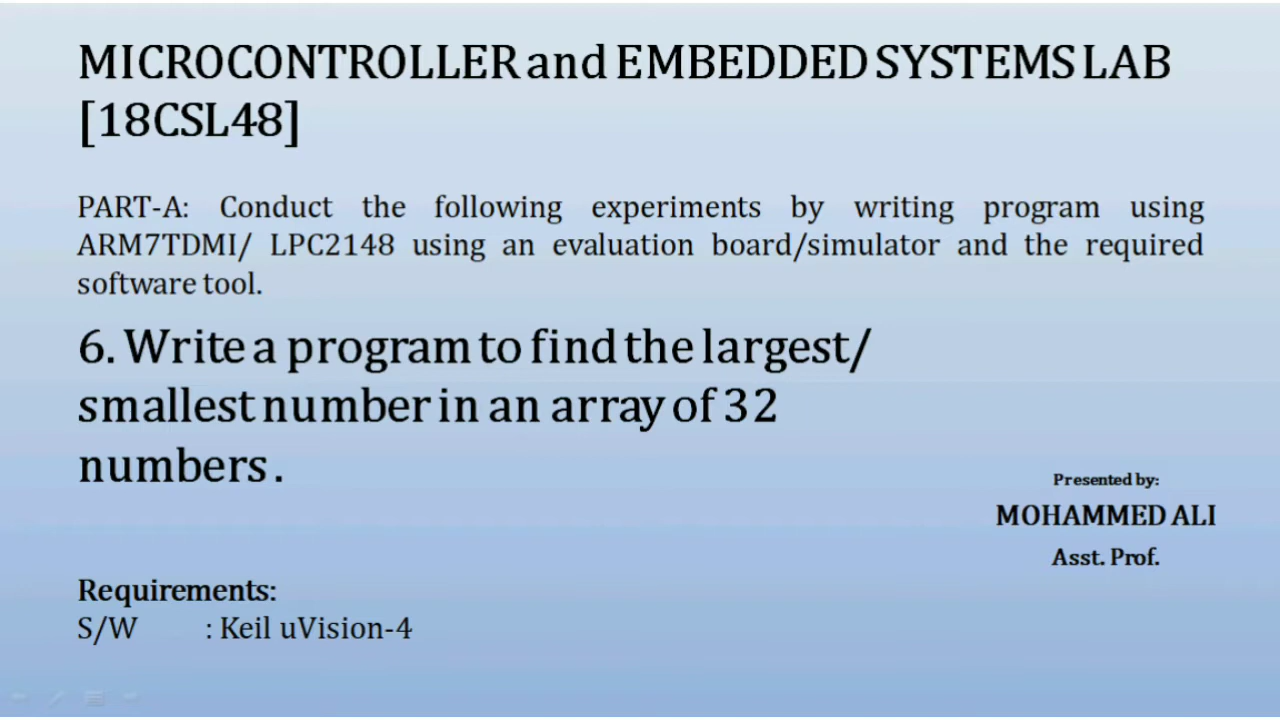 MICROCONTROLLER and EMBEDDED SYSTEMS LAB
[18CSL48]
PART-A: Conduct the following experiments by writing program using
ARM7TDMI/ LPC2148 using an evaluation board/simulator and the required
software tool.
6. Write a program to find the largest/
smallest number in an array of 32
numbers .
Presented by:
MOHAMMED ALI
Asst. Prof.
Requirements:
S/W : Keil uVision-4